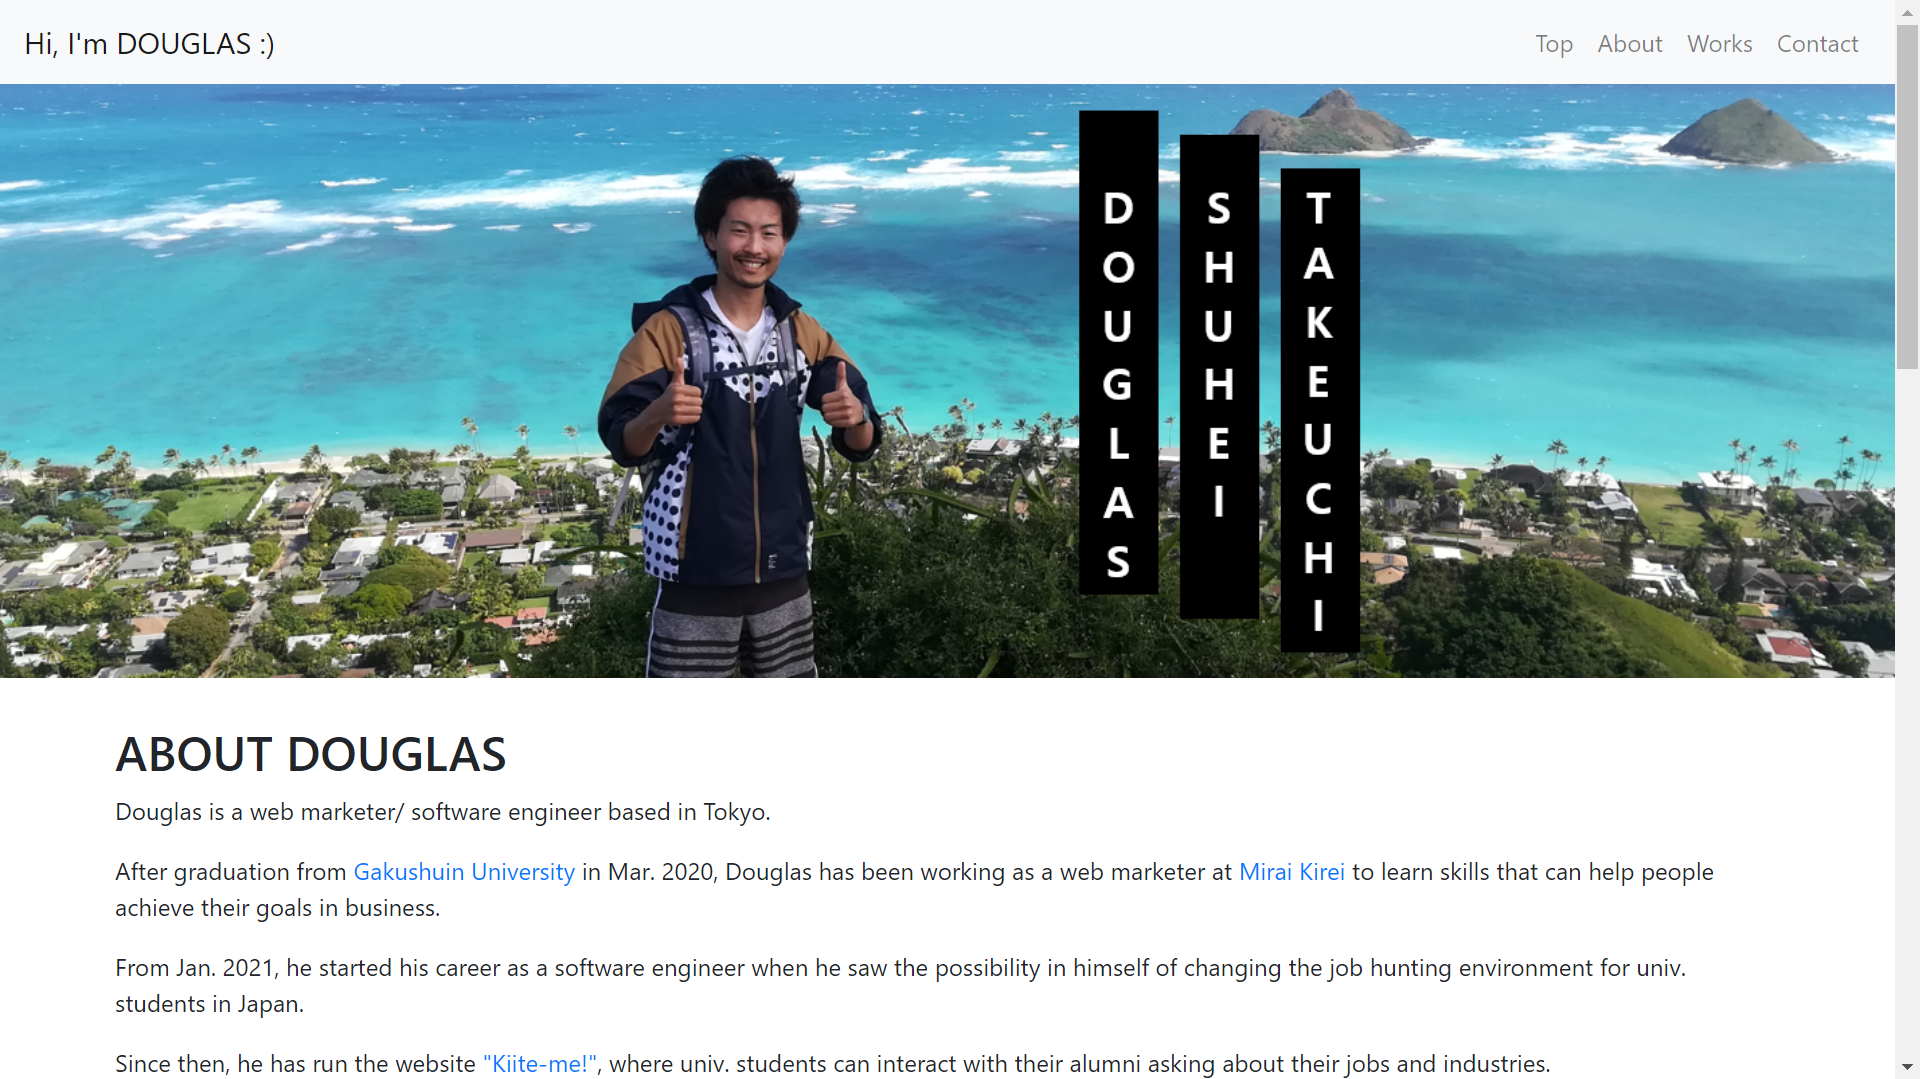 Hi, I'm DOUGLAS :)
Top About Works Contact
DOUGLAS
SHUHEI
TAKEUCHI
ABOUT DOUGLAS
Douglas is a web marketer/ software engineer based in Tokyo.
After graduation from Gakushuin University in Mar. 2020, Douglas has been working as a web marketer at Mirai Kirei to learn skills that can help people
achieve their goals in business.
From Jan. 2021, he started his career as a software engineer when he saw the possibility in himself of changing the job hunting environment for univ.
students in Japan.
Since then, he has run the website "Kiite-me!", where univ. students can interact with their alumni asking about their jobs and industries.